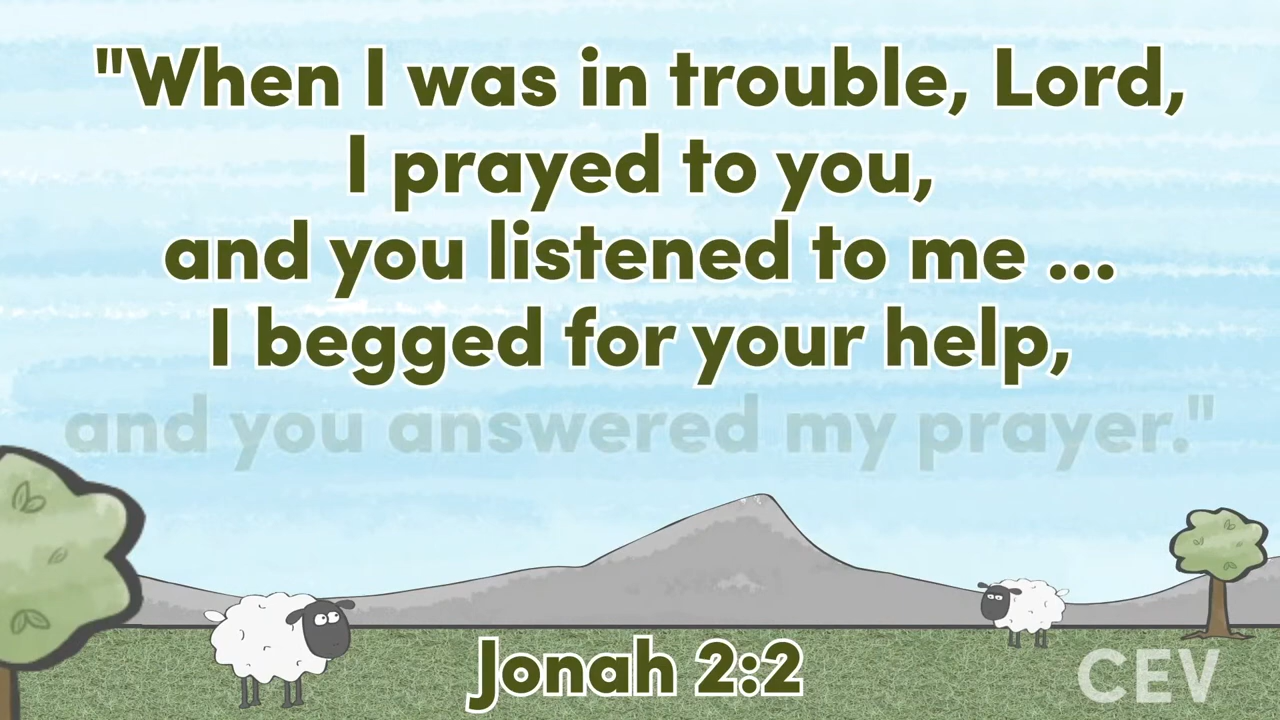 "When I was in trouble, Lord,
I prayed to you,
and you listened to me ...
I begged for your help,
and you answered my prayer."
Jonah 2:2
CEV